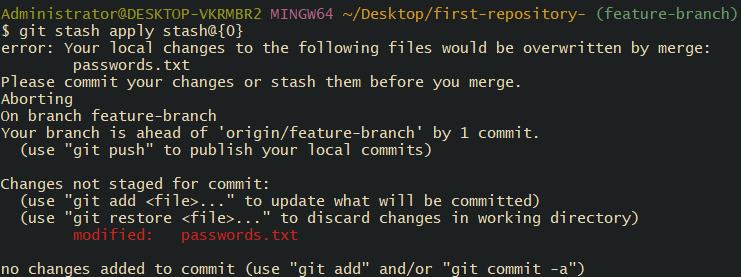 Administrator@DESKTOP-VKRMBR2 MINGW64 ~/Desktop/first-repository- (feature-branch)
$ git stash apply stash@{0}
error: Your local changes to the following files would be overwritten by merge:
        passwords.txt
Please commit your changes or stash them before you merge.
Aborting
On branch feature-branch
Your branch is ahead of 'origin/feature-branch' by 1 commit.
  (use "git push" to publish your local commits)

Changes not staged for commit:
  (use "git add <file>..." to update what will be committed)
  (use "git restore <file>..." to discard changes in working directory)
        modified:   passwords.txt

no changes added to commit (use "git add" and/or "git commit -a")